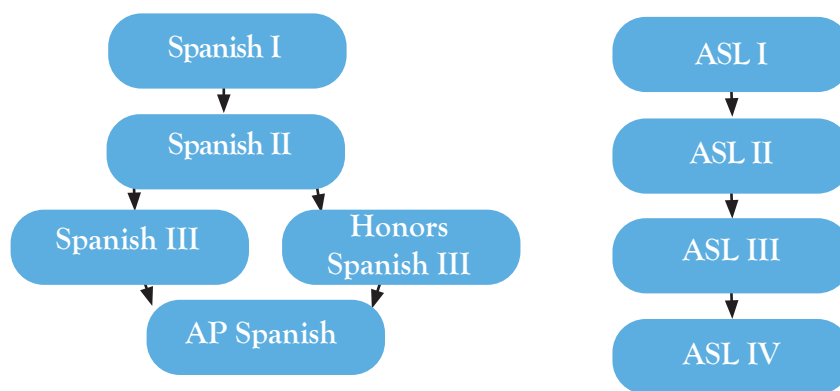 Spanish I
Spanish II
Spanish III
Honors
Spanish III
AP Spanish
ASL I
ASL II
ASL III
ASL IV